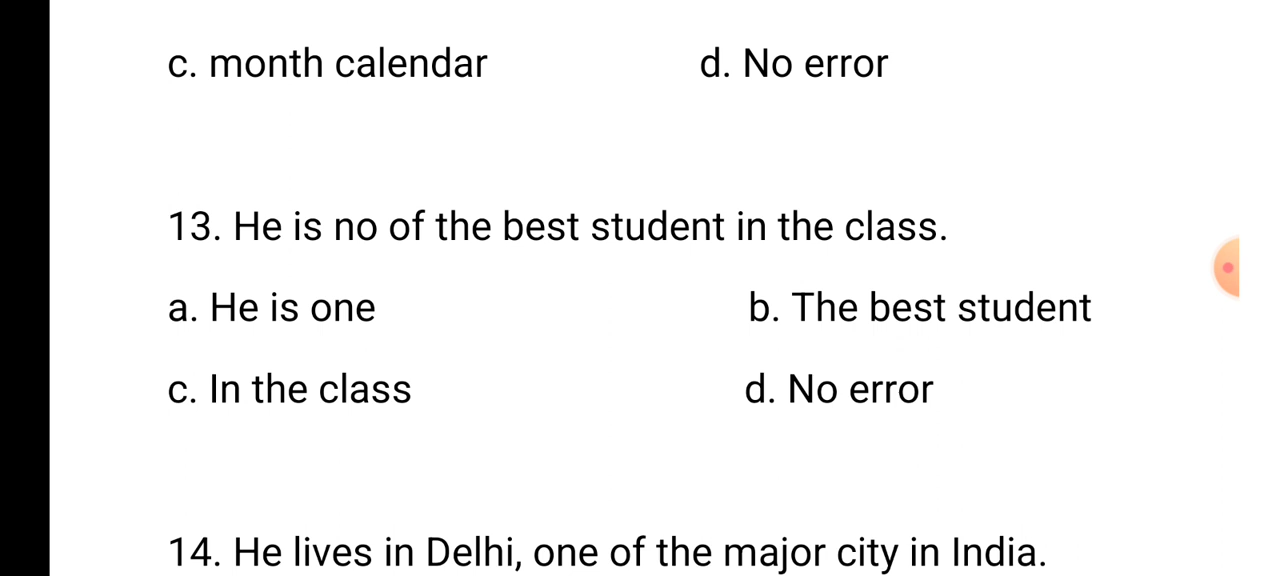 c. month calendar d. No error
13. He is no of the best student in the class.
a. He is one b. The best student
c. In the class d. No error
14. He lives in Delhi, one of the major city in India.